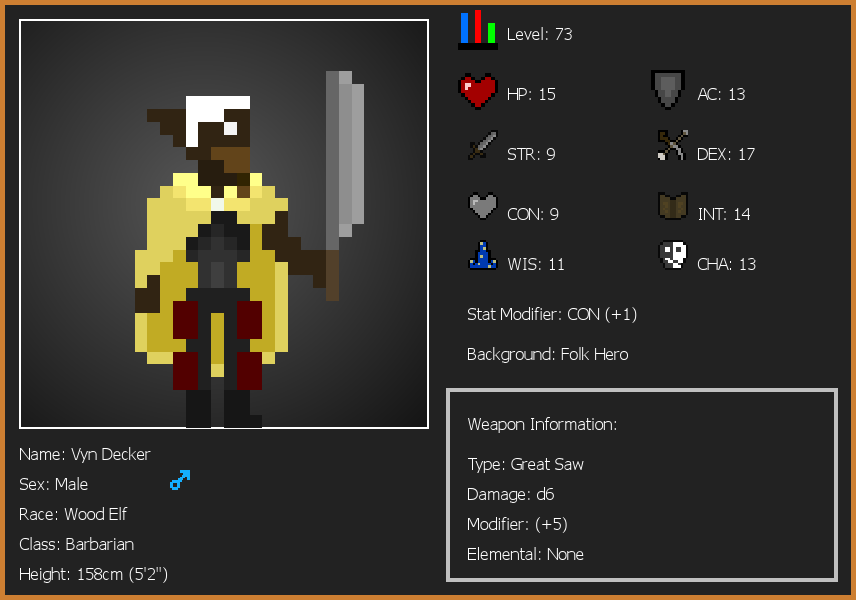 Level: 73
HP: 15
AC: 13
STR: 9
DEX: 17
CON: 9
INT: 14
WIS: 11
CHA: 13
Stat Modifier: CON (+1)
Background: Folk Hero
Weapon Information:
Type: Great Saw
Damage: d6
Modifier: (+5)
Elemental: None
Name: Vyn Decker
Sex: Male
Race: Wood Elf
Class: Barbarian
Height: 158cm (5'2")